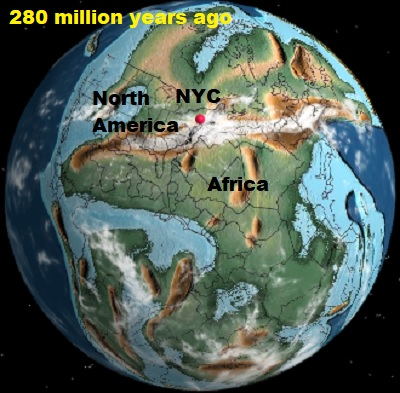 280 million years ago
North
America
NYC
Africa